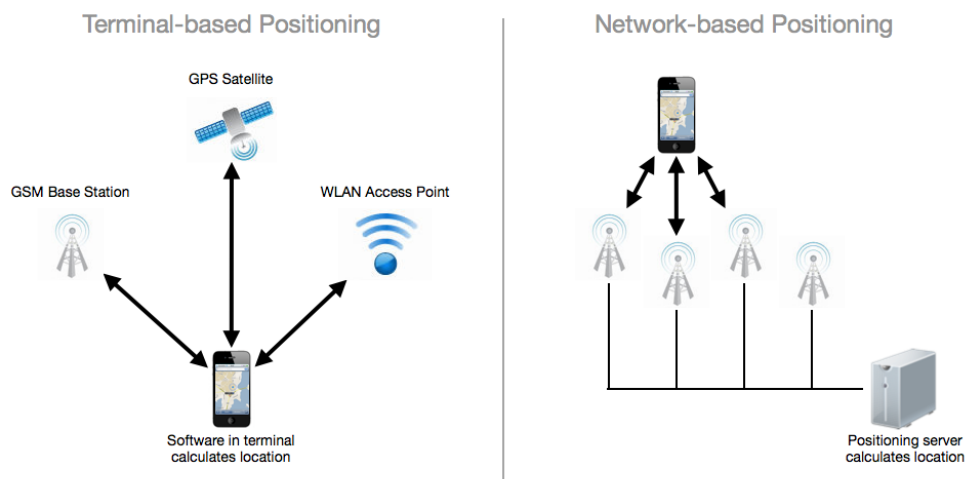 Terminal-based Positioning
GPS Satellite
GSM Base Station
WLAN Access Point
Software in terminal
calculates location
Network-based Positioning
Positioning server
calculates location